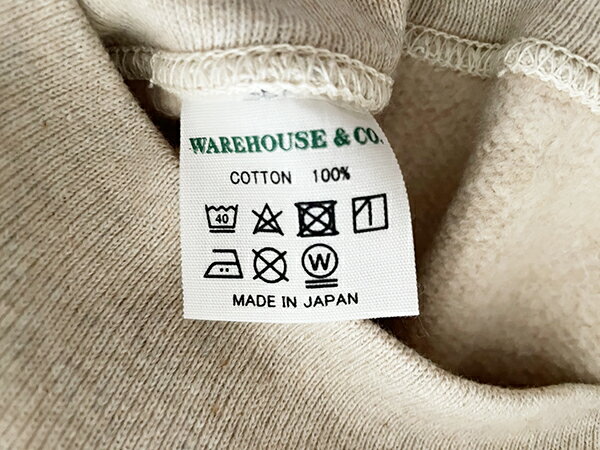 WAREHOUSE & CO.
COTTON 100%
40
W
MADE IN JAPAN